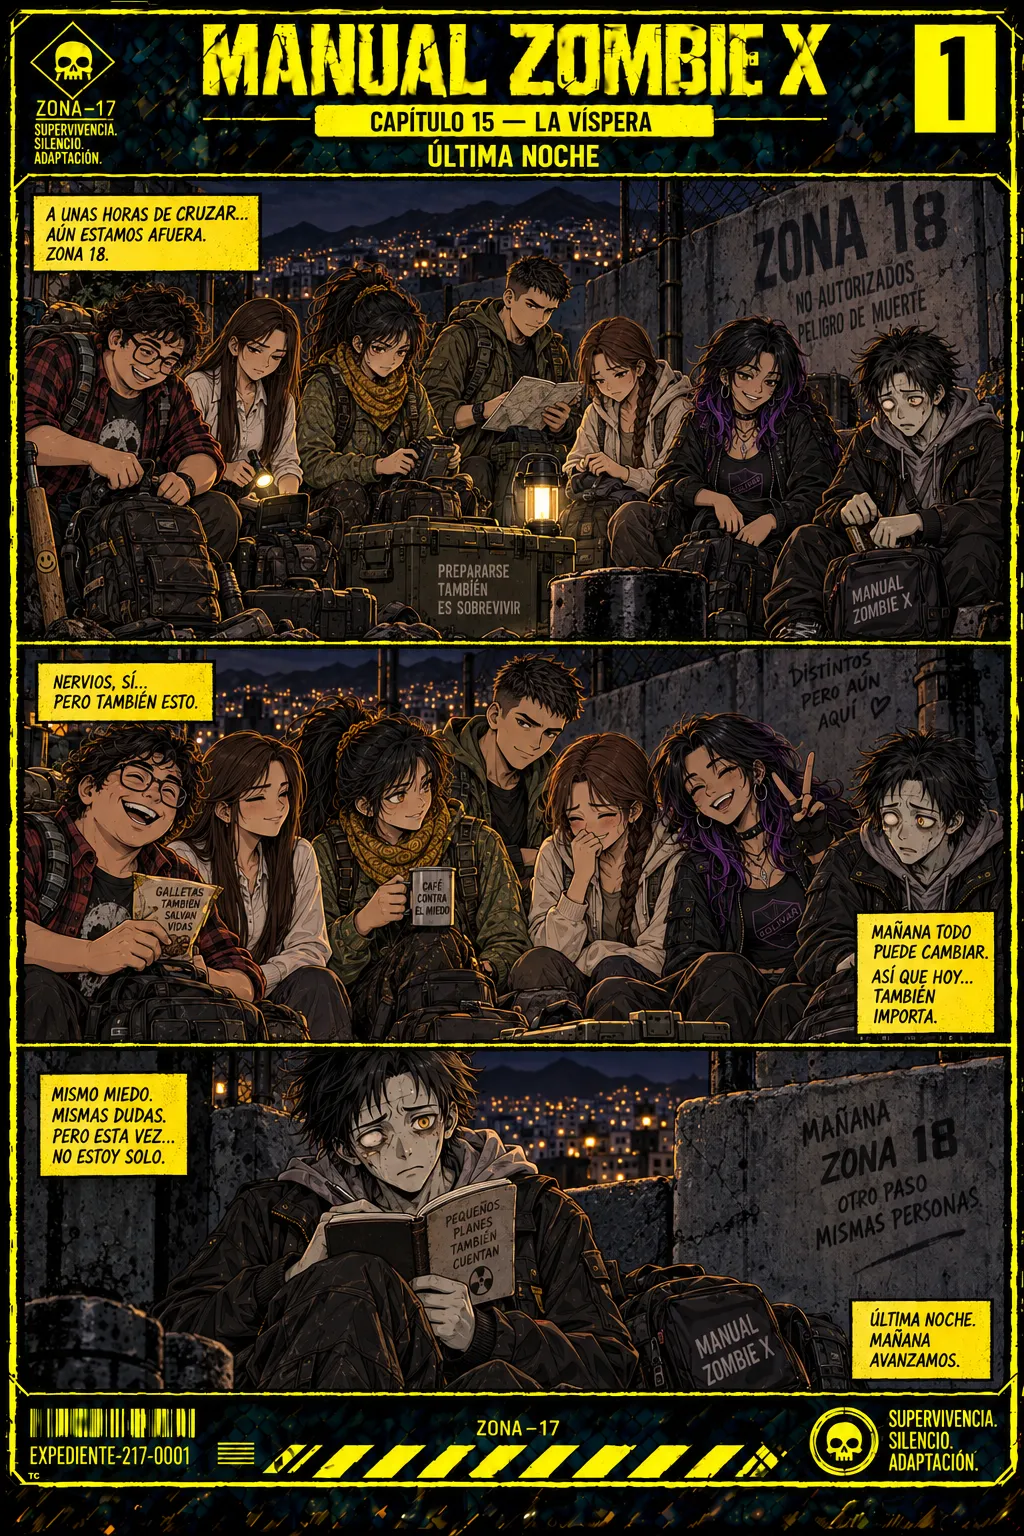 MANUAL ZOMBIE X
1
ZONA-17
SUPERVIVENCIA.
SILENCIO.
ADAPTACIÓN.
CAPÍTULO 15 — LA VÍSPERA
ÚLTIMA NOCHE
A UNAS HORAS DE CRUZAR...
AÚN ESTAMOS AFUERA.
ZONA 18.
ZONA 18
NO AUTORIZADOS
PELIGRO DE MUERTE
PREPARARSE
TAMBIÉN
ES SOBREVIVIR
MANUAL
ZOMBIE X
NERVIOS, SÍ...
PERO TAMBIÉN ESTO.
DISTINTOS
PERO AÚN
AQUÍ
GALLETAS
TAMBIÉN
SALVAN
VIDAS
CAFÉ
CONTRA
EL MIEDO
MAÑANA TODO
PUEDE CAMBIAR.
ASÍ QUE HOY...
TAMBIÉN
IMPORTA.
MISMO MIEDO.
MISMAS DUDAS.
PERO ESTA VEZ...
NO ESTOY SOLO.
PEQUEÑOS
PLANES
TAMBIÉN
CUENTAN
MAÑANA
ZONA 18
OTRO PASO
MISMAS PERSONAS
MANUAL
ZOMBIE X
ÚLTIMA NOCHE.
MAÑANA
AVANZAMOS.
EXPEDIENTE-217-0001
TC
ZONA-17
SUPERVIVENCIA.
SILENCIO.
ADAPTACIÓN.